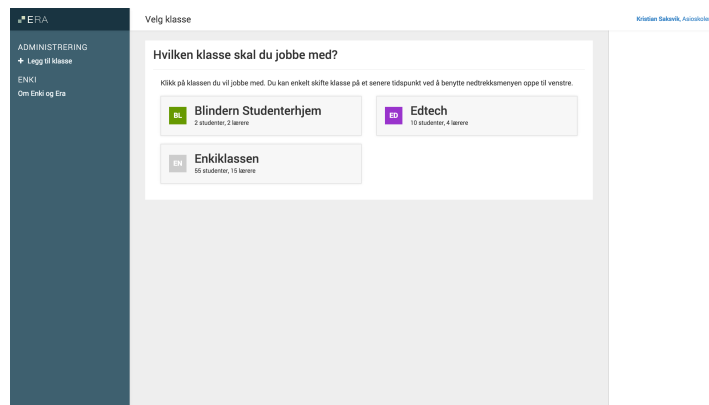 ERA
Velg klasse
Kristian Saksvik, Asioskole
ADMINISTRERING
+ Legg til klasse
ENKI
Om Enki og Era
Hvilken klasse skal du jobbe med?
Klikk på klassen du vil jobbe med. Du kan enkelt skifte klasse på et senere tidspunkt ved å benytte nedtrekksmenyen oppe til venstre.
BL
Blindern Studenterhjem
2 studenter, 2 lærere
ED
Edtech
10 studenter, 4 lærere
EN
Enkiklassen
55 studenter, 15 lærere